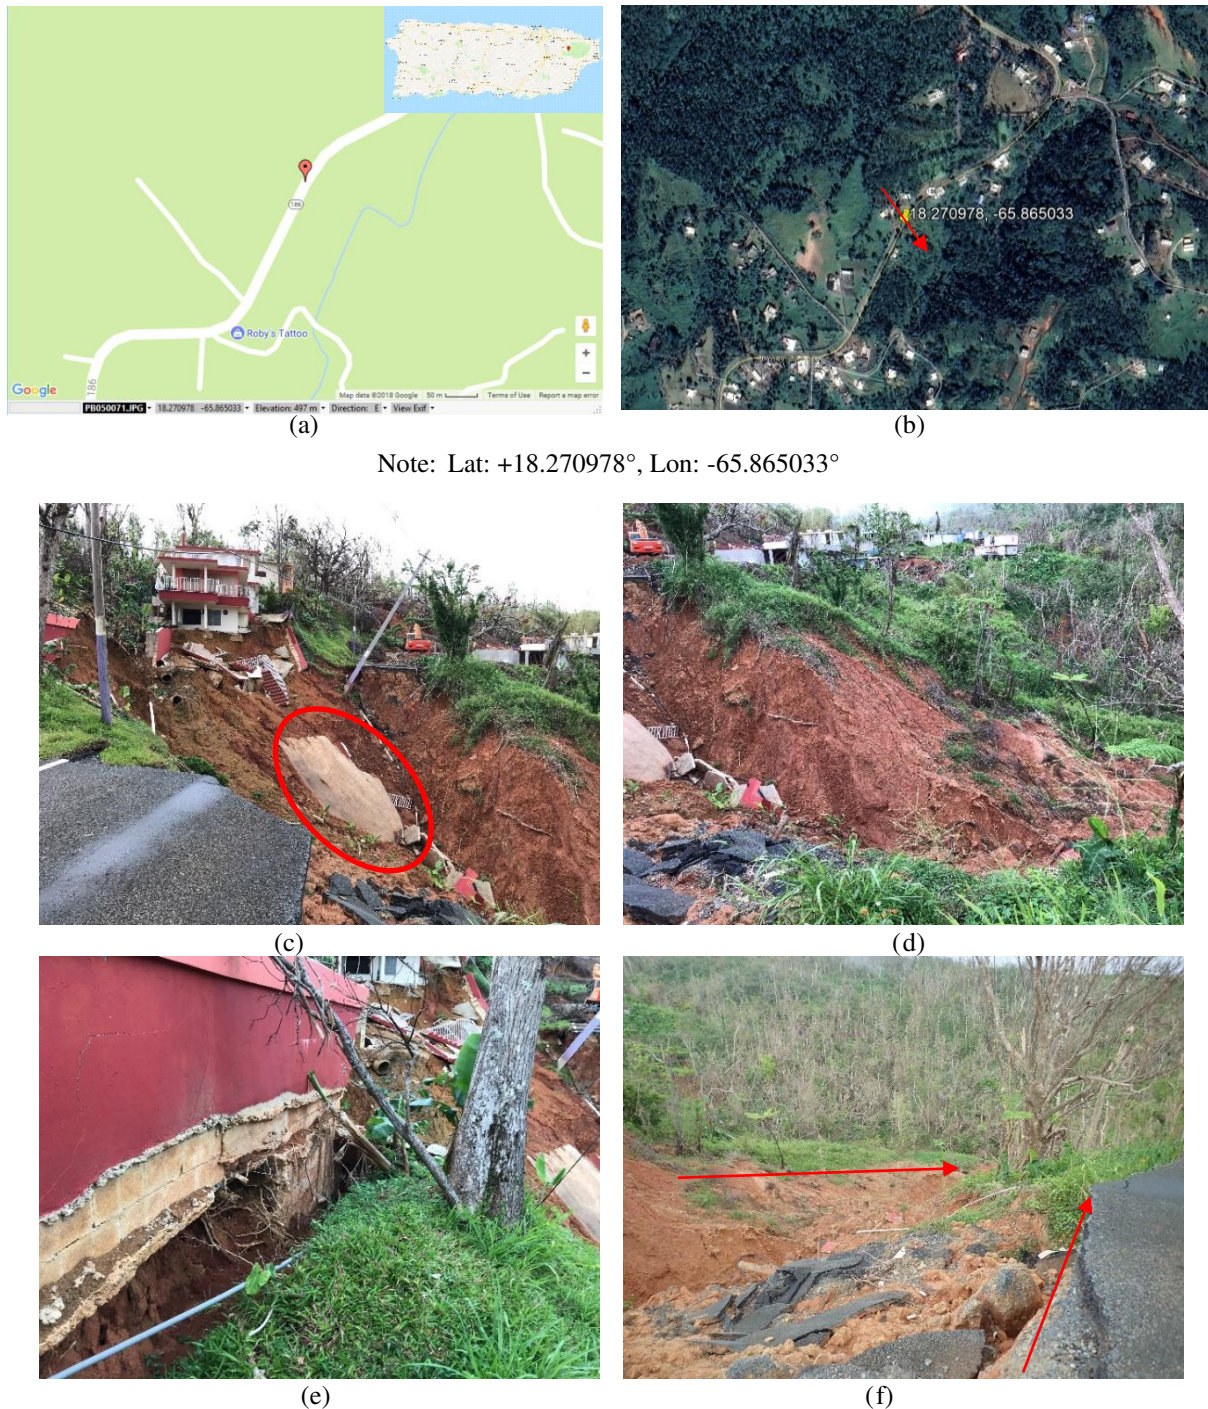 186
Roby's Tattoo
186
Google
Map data ©2018 Google 50 m Terms of Use Report a map error
PB050071.JPG 18.270978 -65.865033 Elevation: 497 m Direction: E View Exif
18.270978, -65.865033
(a)
(b)
Note: Lat: +18.270978°, Lon: -65.865033°
(c)
(d)
(e)
(f)